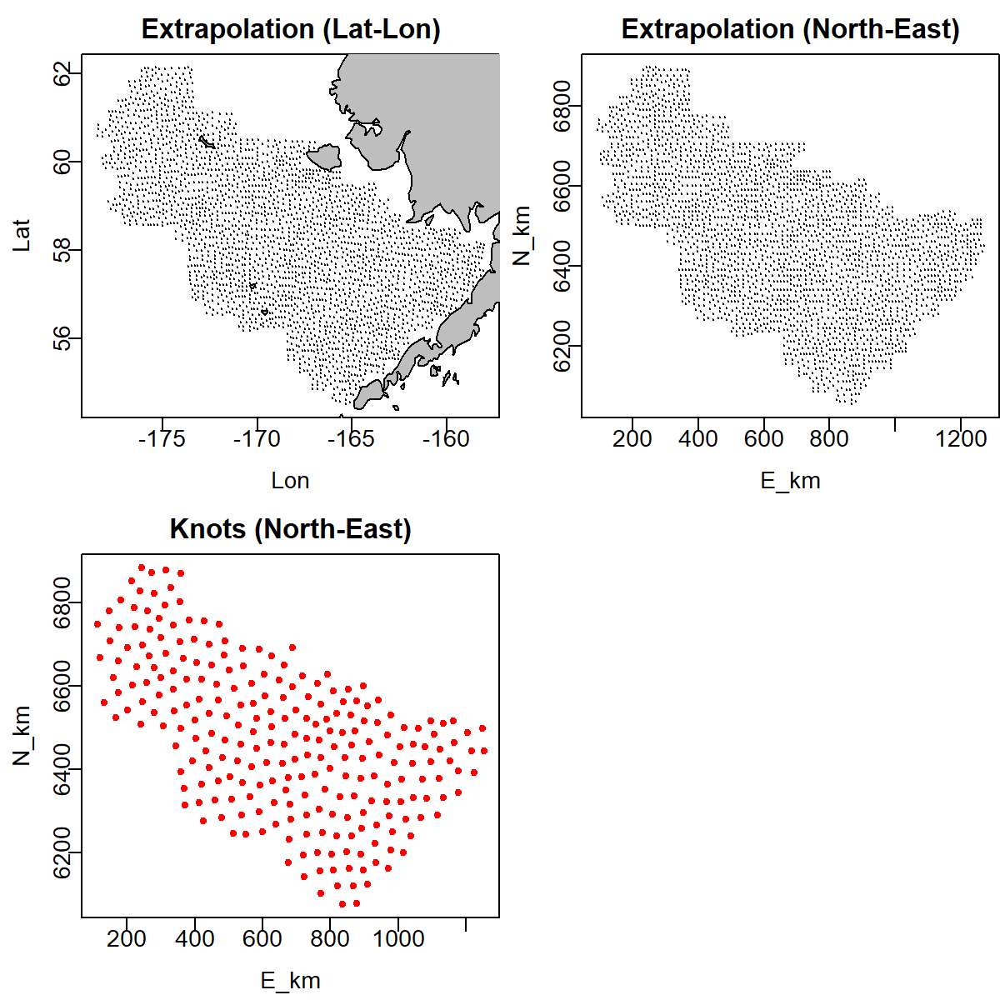 Extrapolation (Lat-Lon)
Lat
62
60
58
56
-175 -170 -165 -160
Lon
Extrapolation (North-East)
N_km
6800
6600
6400
6200
200 400 600 800 1200
E_km
Knots (North-East)
N_km
6800
6600
6400
6200
200 400 600 800 1000
E_km